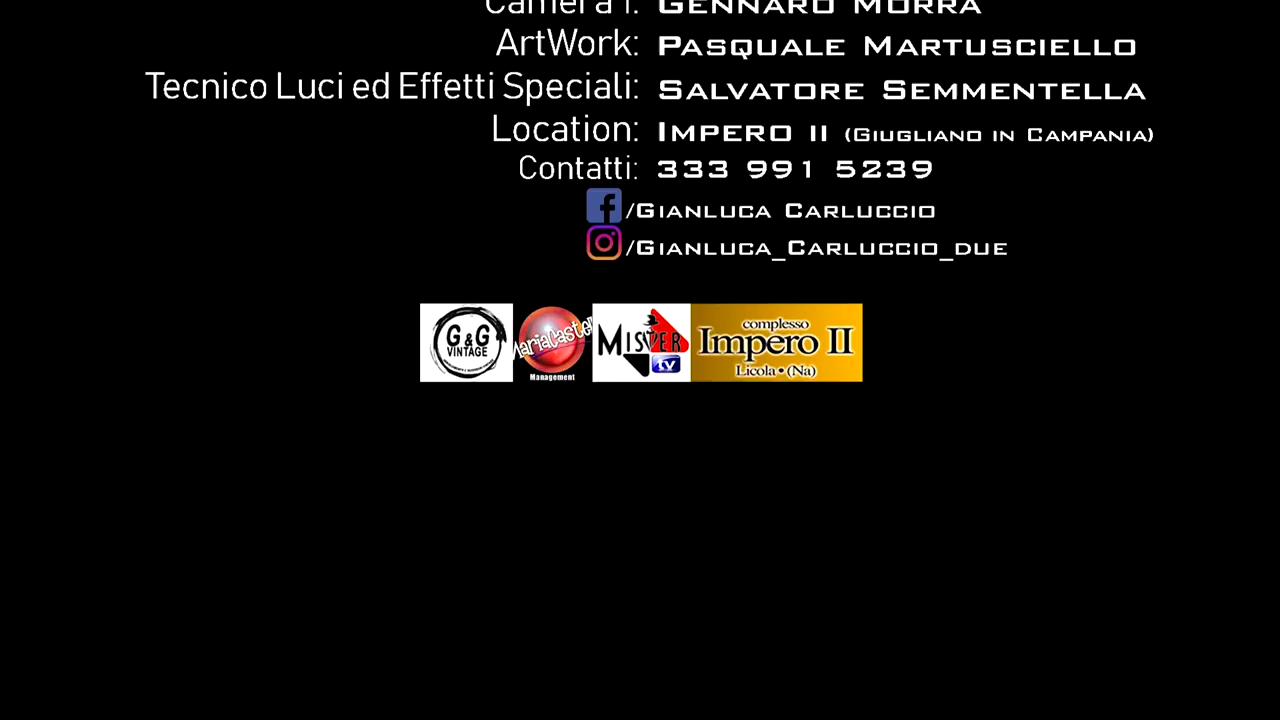 Camera 1: GENNARO MORRA
ArtWork: PASQUALE MARTUSCIELLO
Tecnico Luci ed Effetti Speciali: SALVATORE SEMMENTELLA
Location: IMPERO II (GIUGLIANO IN CAMPANIA)
Contatti: 333 991 5239
/GIANLUCA CARLUCCIO
/GIANLUCA_CARLUCCIO_DUE
G&G
VINTAGE
MariaCastel
Management
MISTER
tv
complesso
Impero II
Licola • (Na)